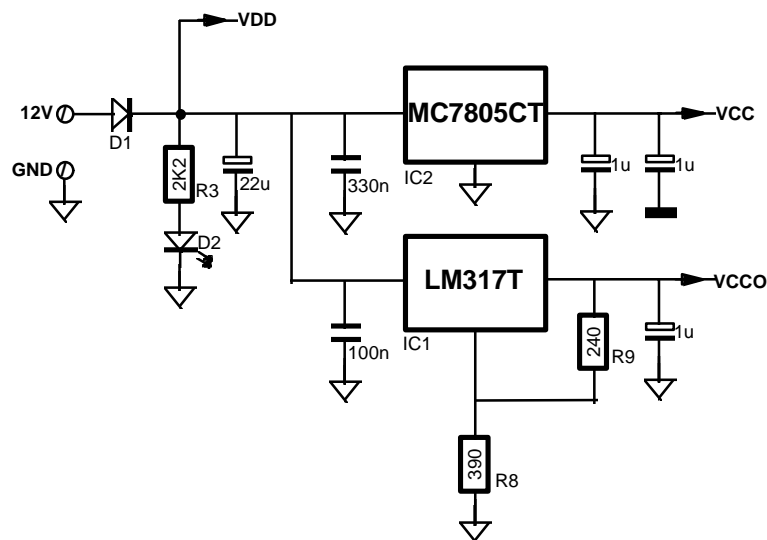 VDD
12V
D1
MC7805CT
VCC
GND
2K2
R3
22u
330n
IC2
1u
1u
D2
LM317T
VCCO
100n
IC1
240
R9
1u
390
R8